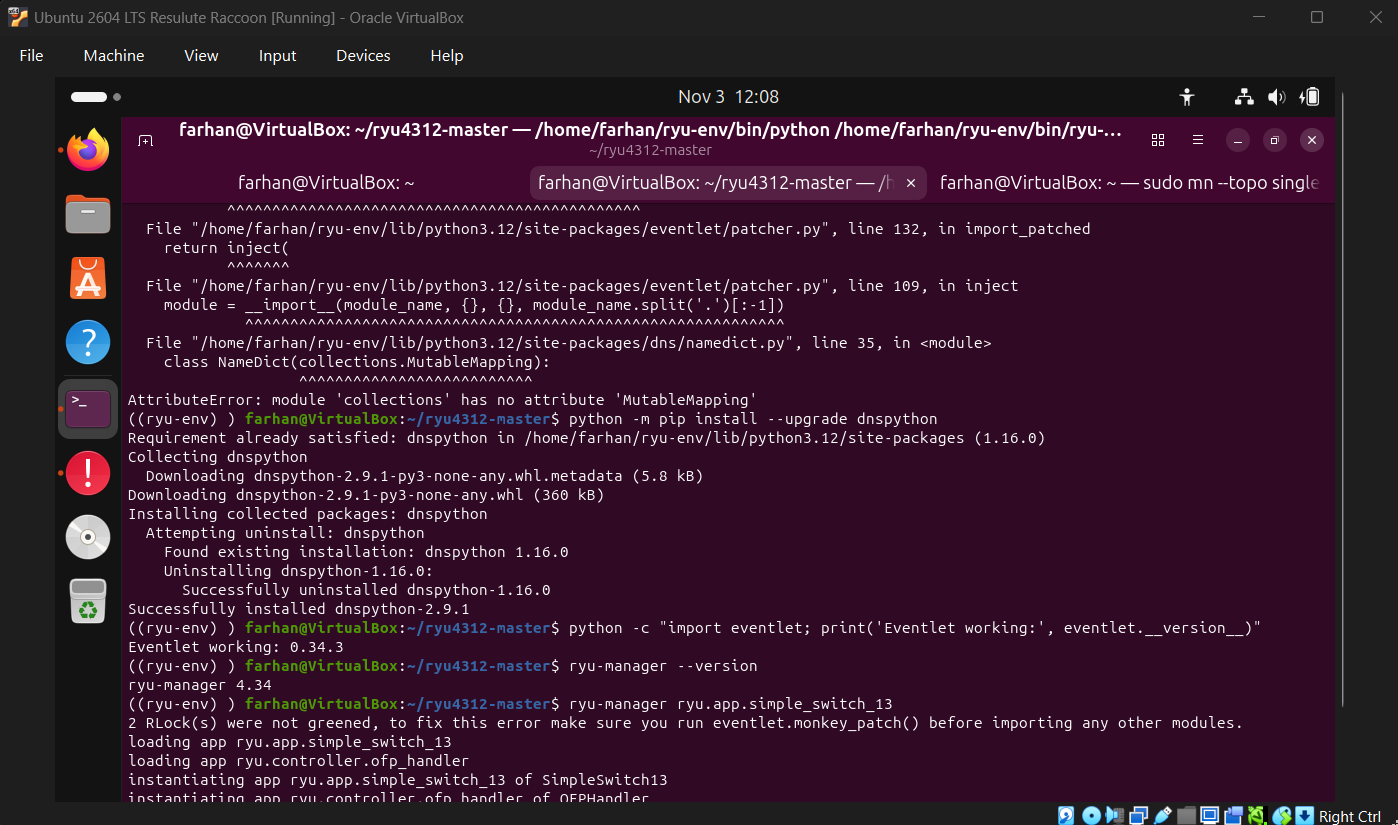 Ubuntu 2604 LTS Resulute Raccoon [Running] - Oracle VirtualBox
File Machine View Input Devices Help
Nov 3 12:08
farhan@VirtualBox: ~/ryu4312-master — /home/farhan/ryu-env/bin/python /home/farhan/ryu-env/bin/ryu-…
~/ryu4312-master
farhan@VirtualBox: ~
farhan@VirtualBox: ~/ryu4312-master — /h
farhan@VirtualBox: ~ — sudo mn --topo single
^^^^^^^^^^^^^^^^^^^^^^^^^^^^^^^^^^^^^^^^^^^^^^
File "/home/farhan/ryu-env/lib/python3.12/site-packages/eventlet/patcher.py", line 132, in import_patched
return inject(
^^^^^^^
File "/home/farhan/ryu-env/lib/python3.12/site-packages/eventlet/patcher.py", line 109, in inject
module = __import__(module_name, {}, {}, module_name.split('.')[:-1])
^^^^^^^^^^^^^^^^^^^^^^^^^^^^^^^^^^^^^^^^^^^^^^^^^^^^^^^^^^^^
File "/home/farhan/ryu-env/lib/python3.12/site-packages/dns/namedict.py", line 35, in <module>
class NameDict(collections.MutableMapping):
^^^^^^^^^^^^^^^^^^^^^^^^^^
AttributeError: module 'collections' has no attribute 'MutableMapping'
((ryu-env) ) farhan@VirtualBox:~/ryu4312-master$ python -m pip install --upgrade dnspython
Requirement already satisfied: dnspython in /home/farhan/ryu-env/lib/python3.12/site-packages (1.16.0)
Collecting dnspython
Downloading dnspython-2.9.1-py3-none-any.whl.metadata (5.8 kB)
Downloading dnspython-2.9.1-py3-none-any.whl (360 kB)
Installing collected packages: dnspython
Attempting uninstall: dnspython
Found existing installation: dnspython 1.16.0
Uninstalling dnspython-1.16.0:
Successfully uninstalled dnspython-1.16.0
Successfully installed dnspython-2.9.1
((ryu-env) ) farhan@VirtualBox:~/ryu4312-master$ python -c "import eventlet; print('Eventlet working:', eventlet.__version__)"
Eventlet working: 0.34.3
((ryu-env) ) farhan@VirtualBox:~/ryu4312-master$ ryu-manager --version
ryu-manager 4.34
((ryu-env) ) farhan@VirtualBox:~/ryu4312-master$ ryu-manager ryu.app.simple_switch_13
2 RLock(s) were not greened, to fix this error make sure you run eventlet.monkey_patch() before importing any other modules.
loading app ryu.app.simple_switch_13
loading app ryu.controller.ofp_handler
instantiating app ryu.app.simple_switch_13 of SimpleSwitch13
instantiating app ryu.controller.ofp_handler of OFPHandler
Right Ctrl